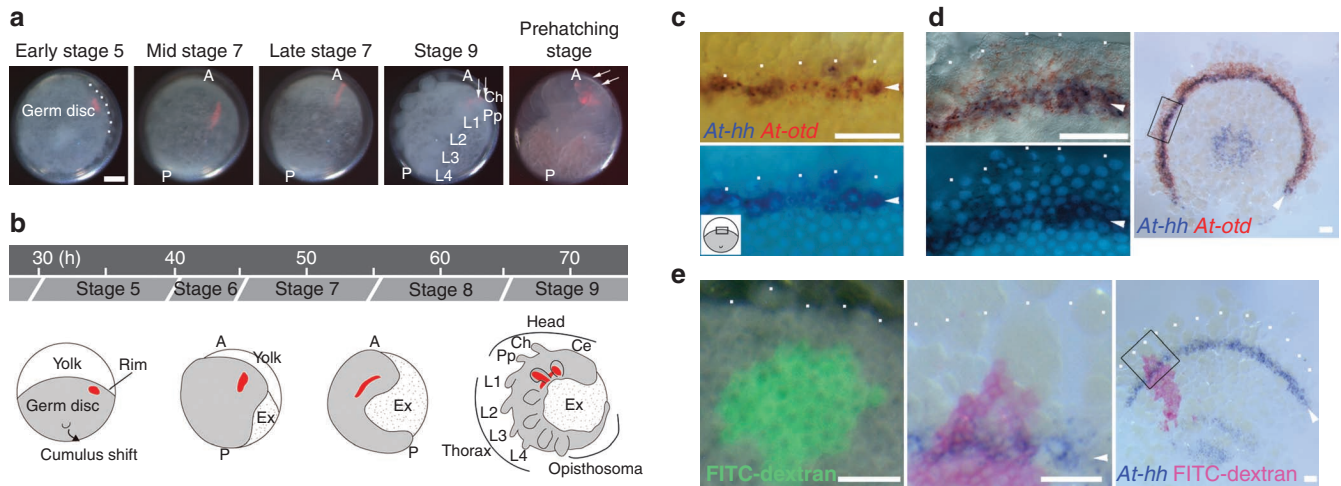 a
Early stage 5 Mid stage 7 Late stage 7 Stage 9 Prehatching stage
Germ disc
A
P
A
A
Ch
Pp
L1
L2
L3
L4
P
A
P
b
30 (h) 40 50 60 70
Stage 5 Stage 6 Stage 7 Stage 8 Stage 9
Yolk
Rim
Germ disc
Cumulus shift
A
Yolk
Ex
P
A
Ex
P
Head
Ch
Ce
Pp
L1
Ex
L2
L3
L4
Thorax
Opisthosoma
c
At-hh At-otd
d
At-hh At-otd
e
FITC-dextran
At-hh FITC-dextran